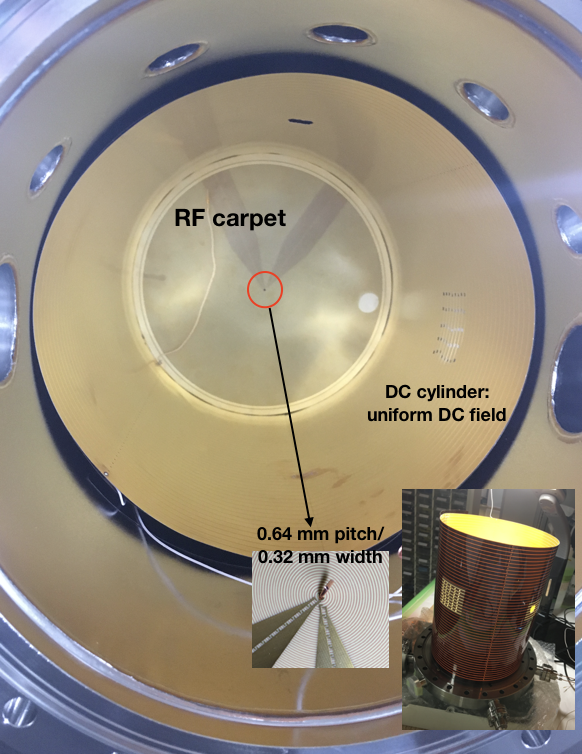 RF carpet
DC cylinder:
uniform DC field
0.64 mm pitch/
0.32 mm width